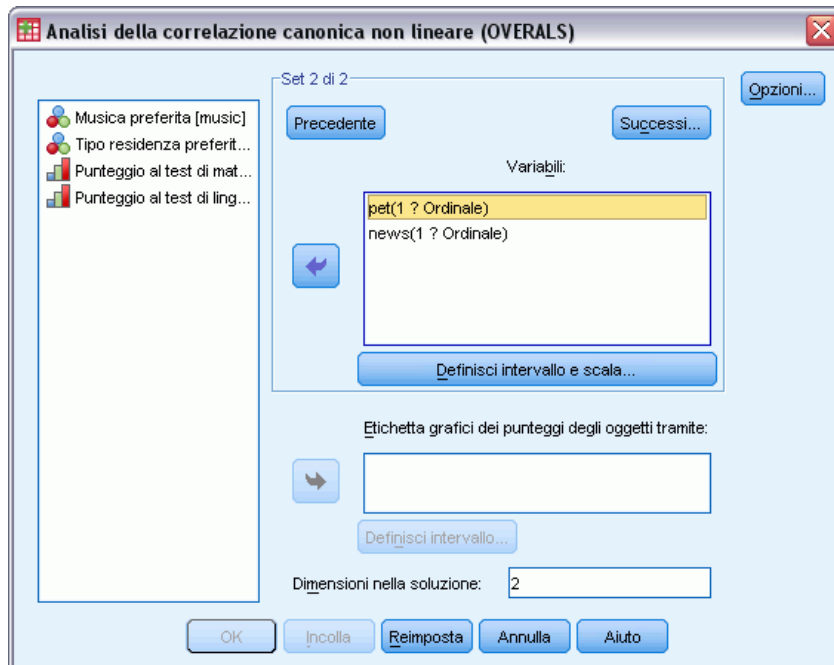 Analisi della correlazione canonica non lineare (OVERALS)
Set 2 di 2
Opzioni...
Musica preferita [music]
Tipo residenza preferit...
Punteggio al test di mat...
Punteggio al test di ling...
Precedente
Successi...
Variabili:
pet(1 ? Ordinale)
news(1 ? Ordinale)
Definisci intervallo e scala...
Etichetta grafici dei punteggi degli oggetti tramite:
Definisci intervallo...
Dimensioni nella soluzione:
2
OK
Incolla
Reimposta
Annulla
Aiuto